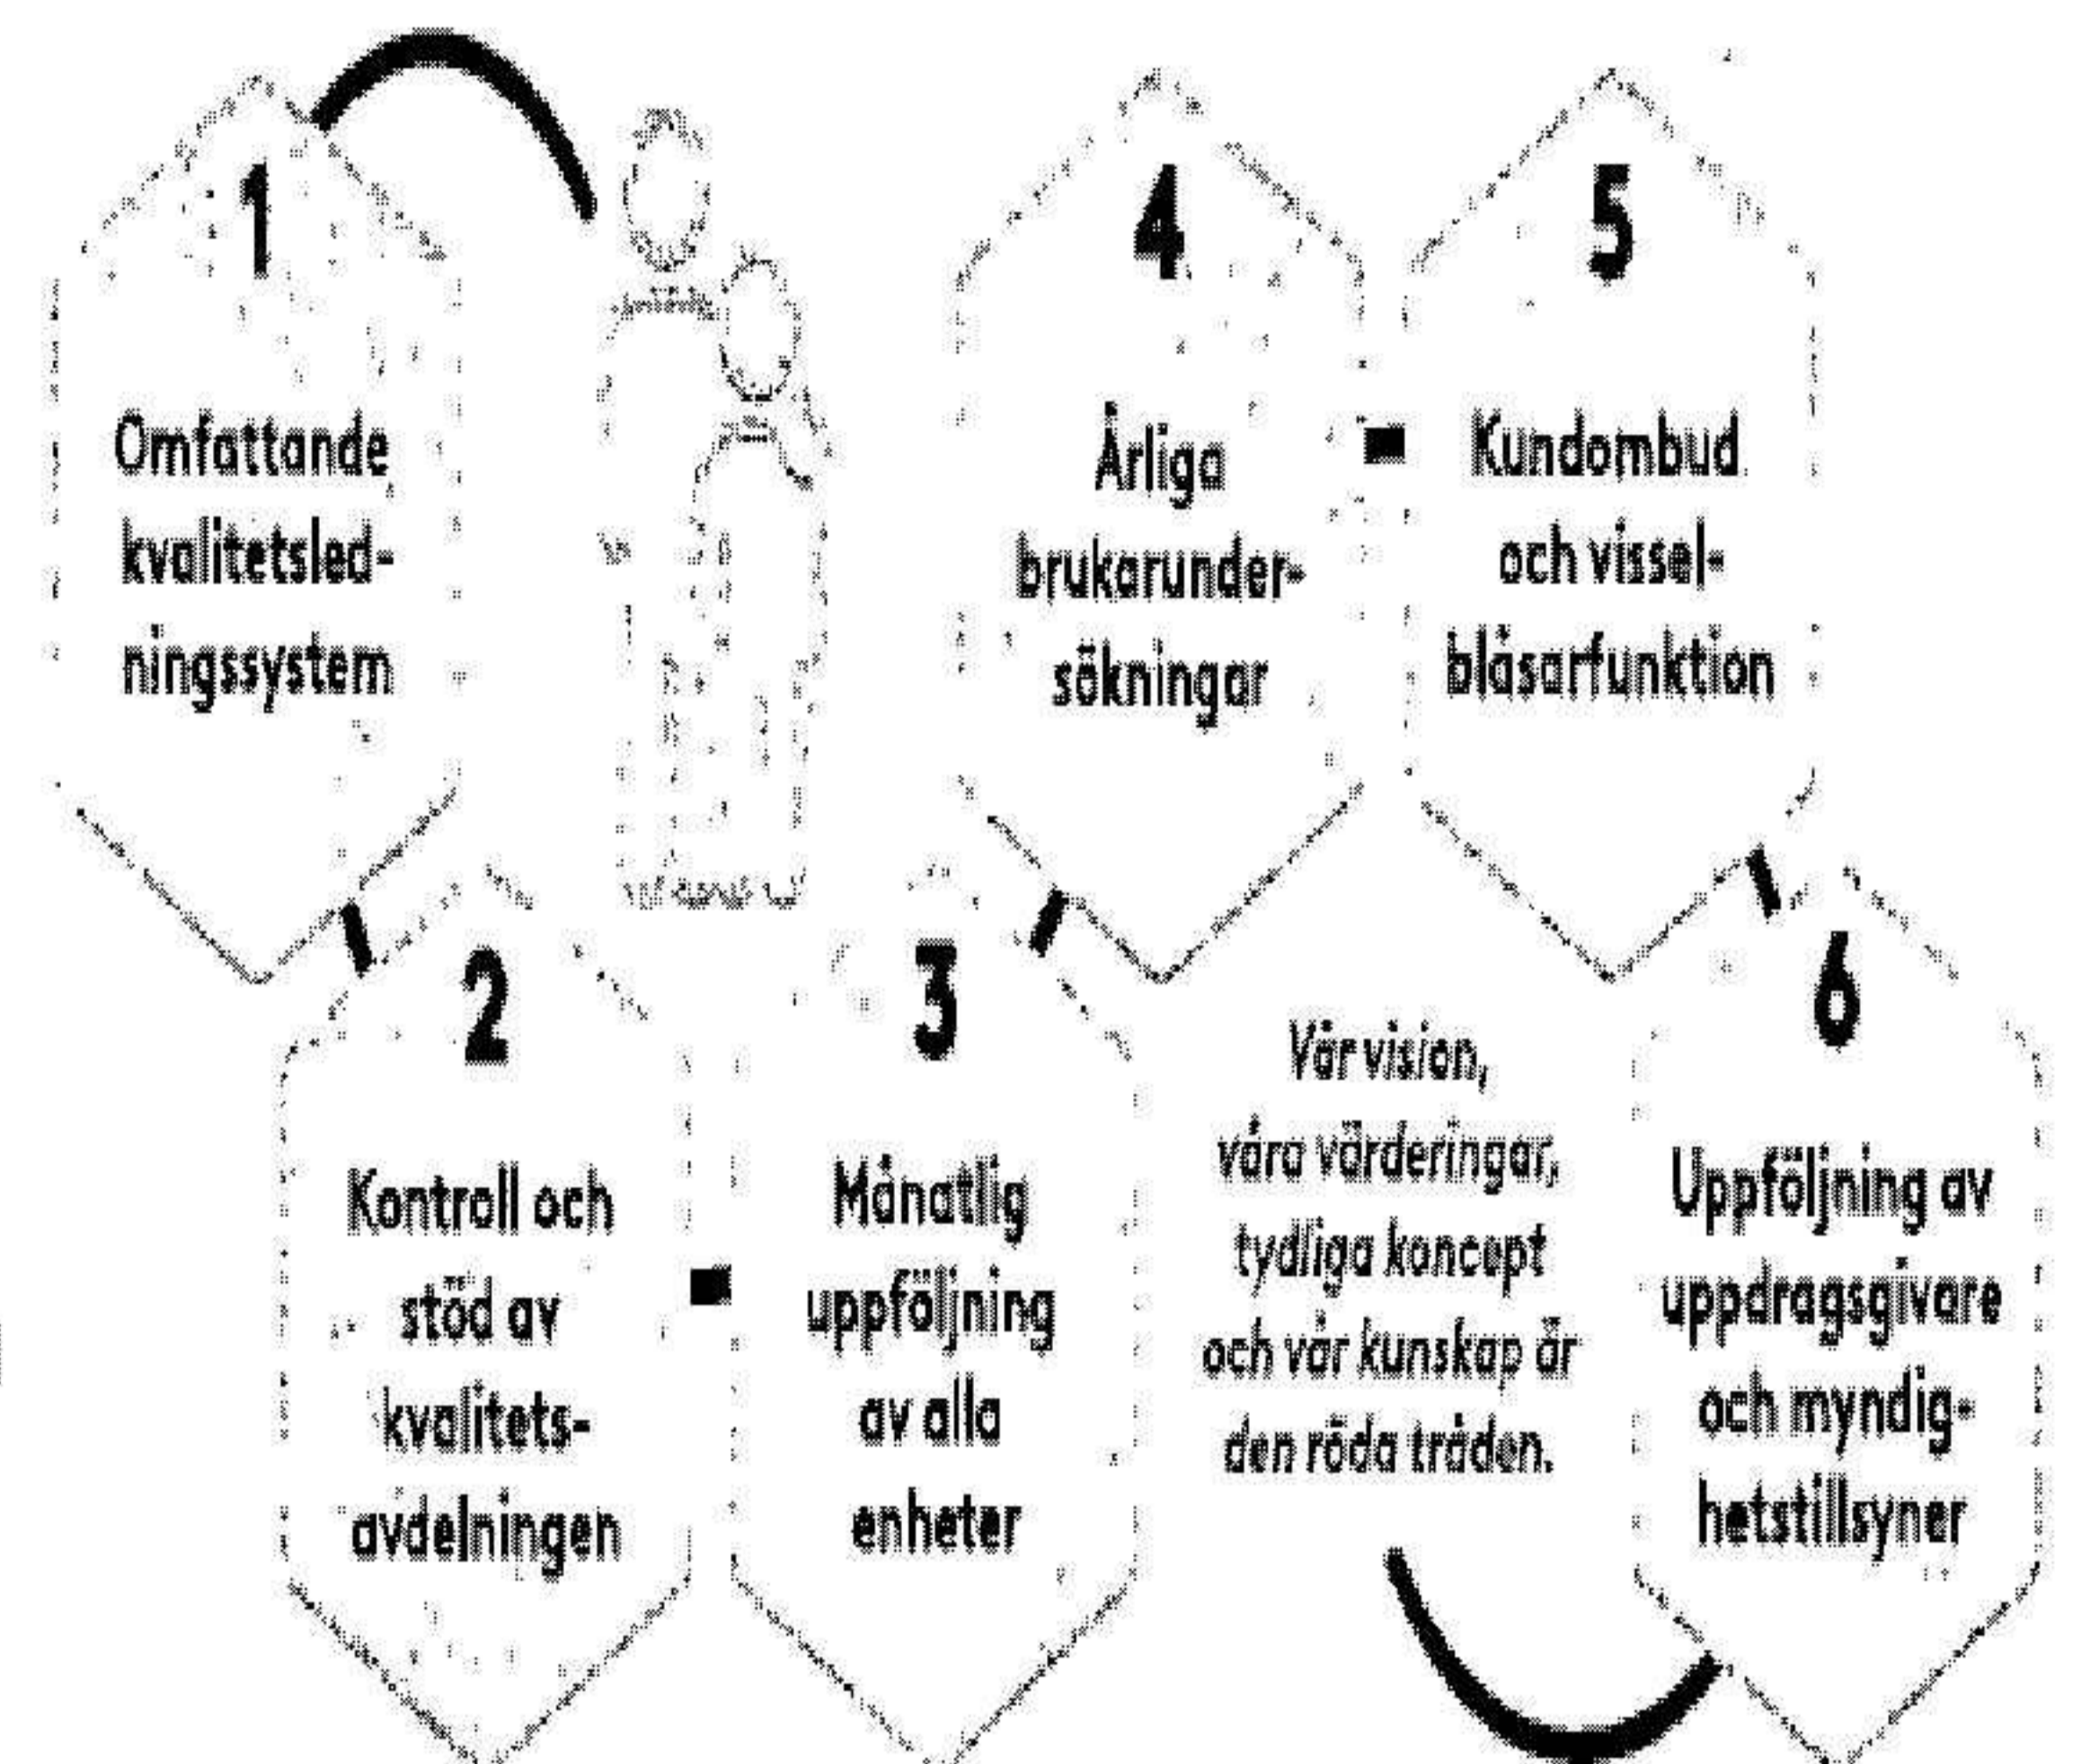 1
Omfattande
kvalitetsled-
ningssystem
2
Kontroll och
stöd av
kvalitets-
avdelningen
3
Månatlig
uppföljning
av alla
enheter
4
Årliga
brukarunder-
sökningar
5
Kundombud
och vissel-
blåsarfunktion
6
Uppföljning av
uppdragsgivare
och myndig-
hetstillsyner
Vår vision,
våra värderingar,
tydliga koncept
och vår kunskap är
den röda tråden.